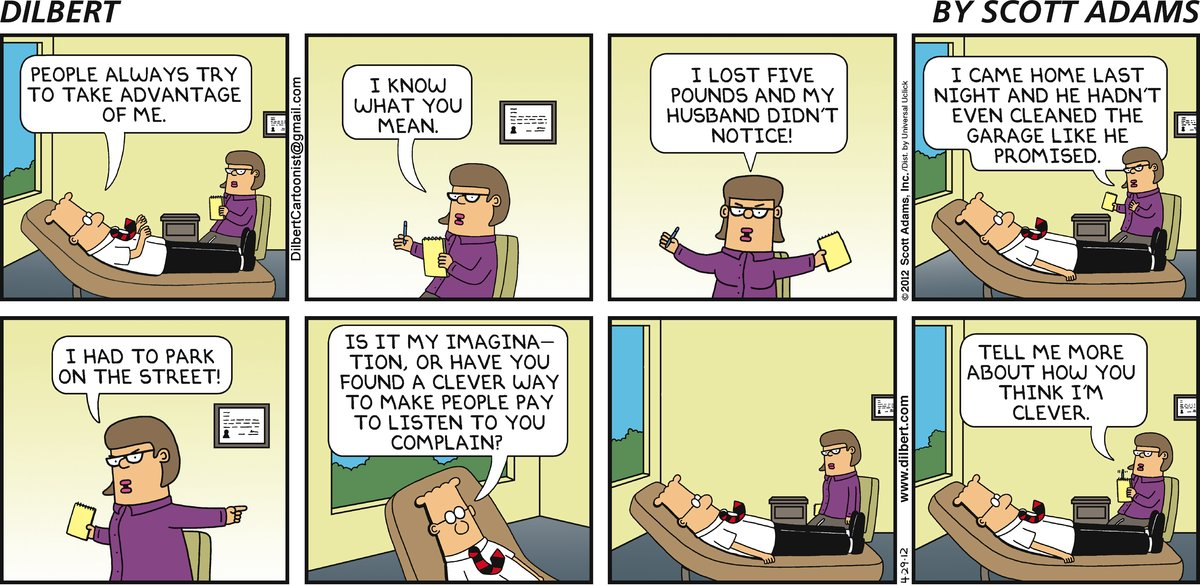 DILBERT
BY SCOTT ADAMS
PEOPLE ALWAYS TRY
TO TAKE ADVANTAGE
OF ME.
DilbertCartoonist@gmail.com
I KNOW
WHAT YOU
MEAN.
I LOST FIVE
POUNDS AND MY
HUSBAND DIDN'T
NOTICE!
©2012 Scott Adams, Inc. /Dist. by Universal Uclick
I CAME HOME LAST
NIGHT AND HE HADN'T
EVEN CLEANED THE
GARAGE LIKE HE
PROMISED.
I HAD TO PARK
ON THE STREET!
IS IT MY IMAGINA-
TION, OR HAVE YOU
FOUND A CLEVER WAY
TO MAKE PEOPLE PAY
TO LISTEN TO YOU
COMPLAIN?
4-29-12 www.dilbert.com
TELL ME MORE
ABOUT HOW YOU
THINK I'M
CLEVER.